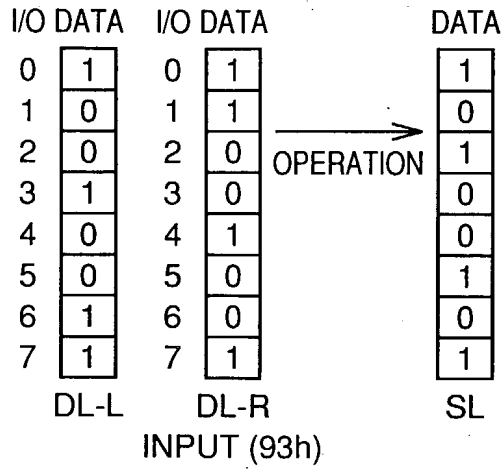 I/O DATA I/O DATA DATA
0 1 0 1 1
1 0 1 1 0
2 0 2 0 1
OPERATION
3 1 3 0 0
4 0 4 1 0
5 0 5 0 1
6 1 6 0 0
7 1 7 1 1
DL-L DL-R SL
INPUT (93h)